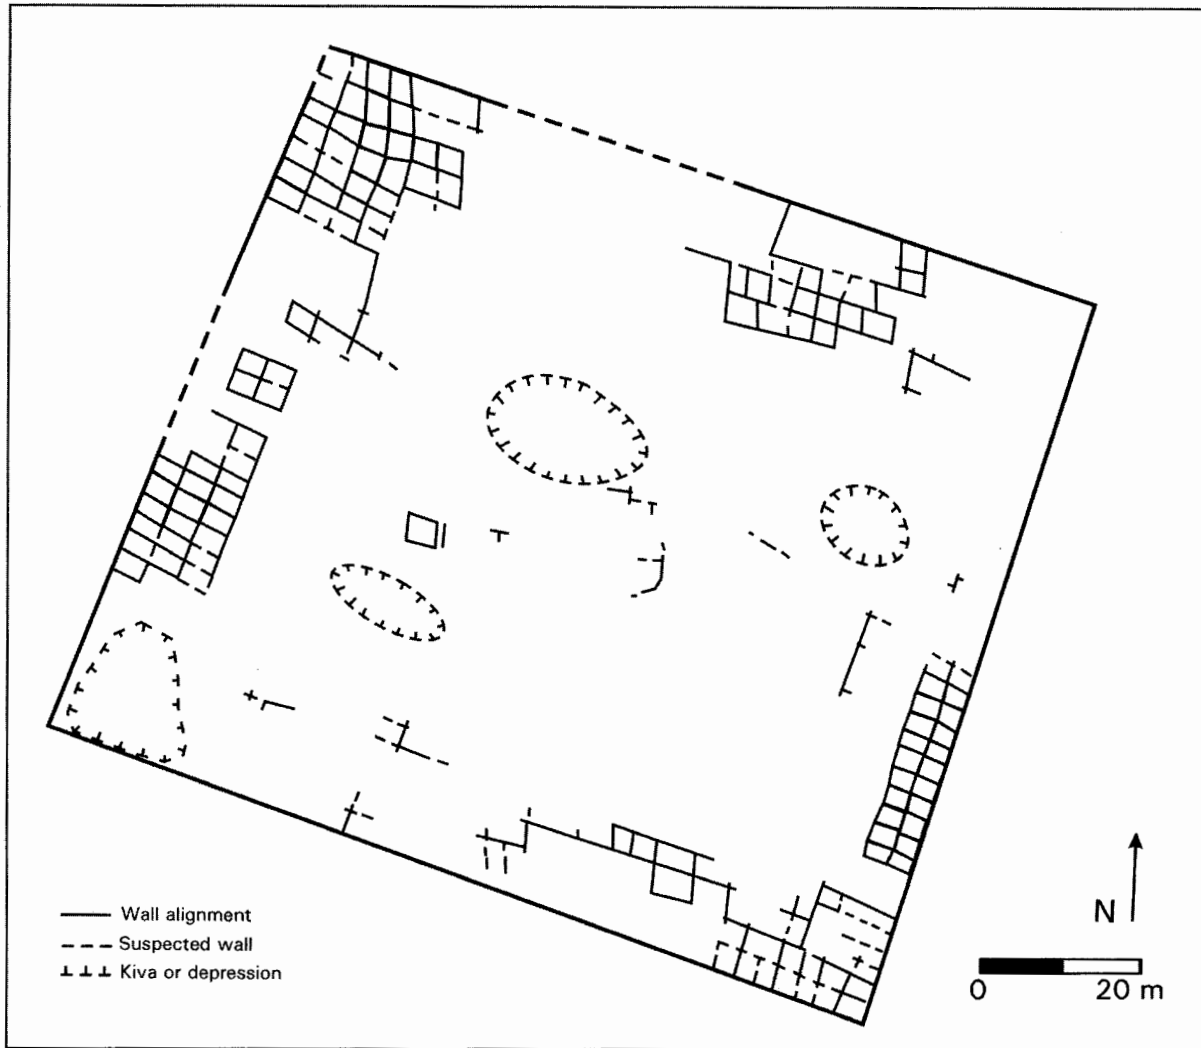 Wall alignment
Suspected wall
Kiva or depression
N
0 20 m